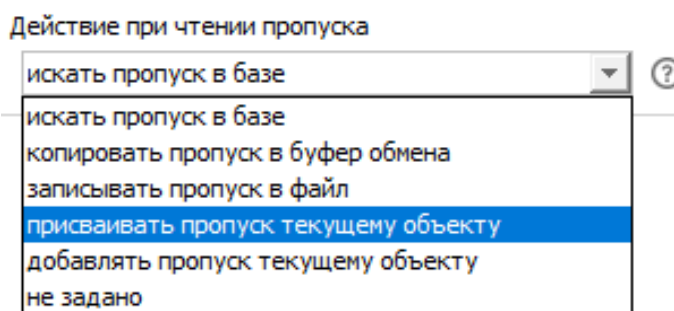 Действие при чтении пропуска
искать пропуск в базе
искать пропуск в базе
копировать пропуск в буфер обмена
записывать пропуск в файл
присваивать пропуск текущему объекту
добавлять пропуск текущему объекту
не задано